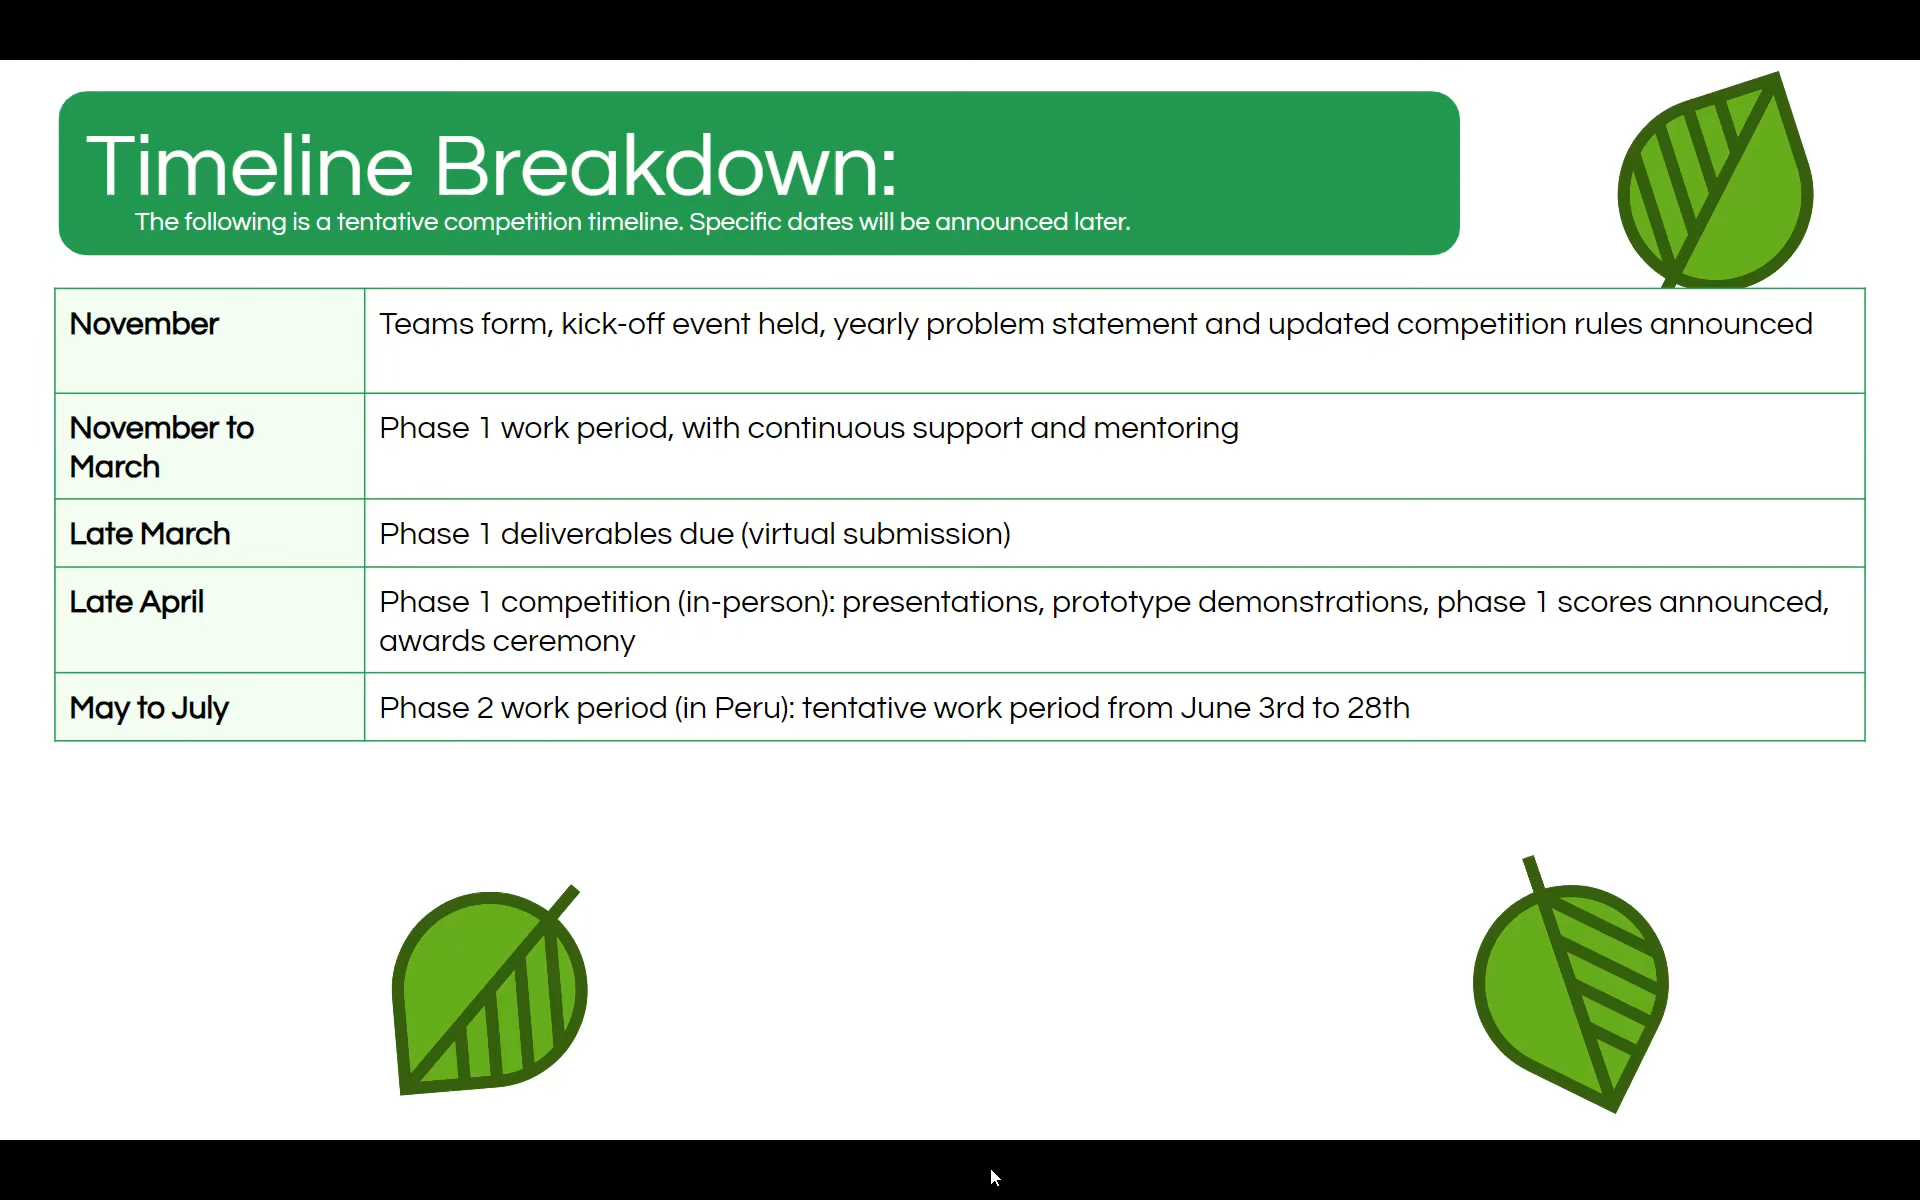 Timeline Breakdown:
The following is a tentative competition timeline. Specific dates will be announced later.
November
Teams form, kick-off event held, yearly problem statement and updated competition rules announced
November to
March
Phase 1 work period, with continuous support and mentoring
Late March
Phase 1 deliverables due (virtual submission)
Late April
Phase 1 competition (in-person): presentations, prototype demonstrations, phase 1 scores announced,
awards ceremony
May to July
Phase 2 work period (in Peru): tentative work period from June 3rd to 28th